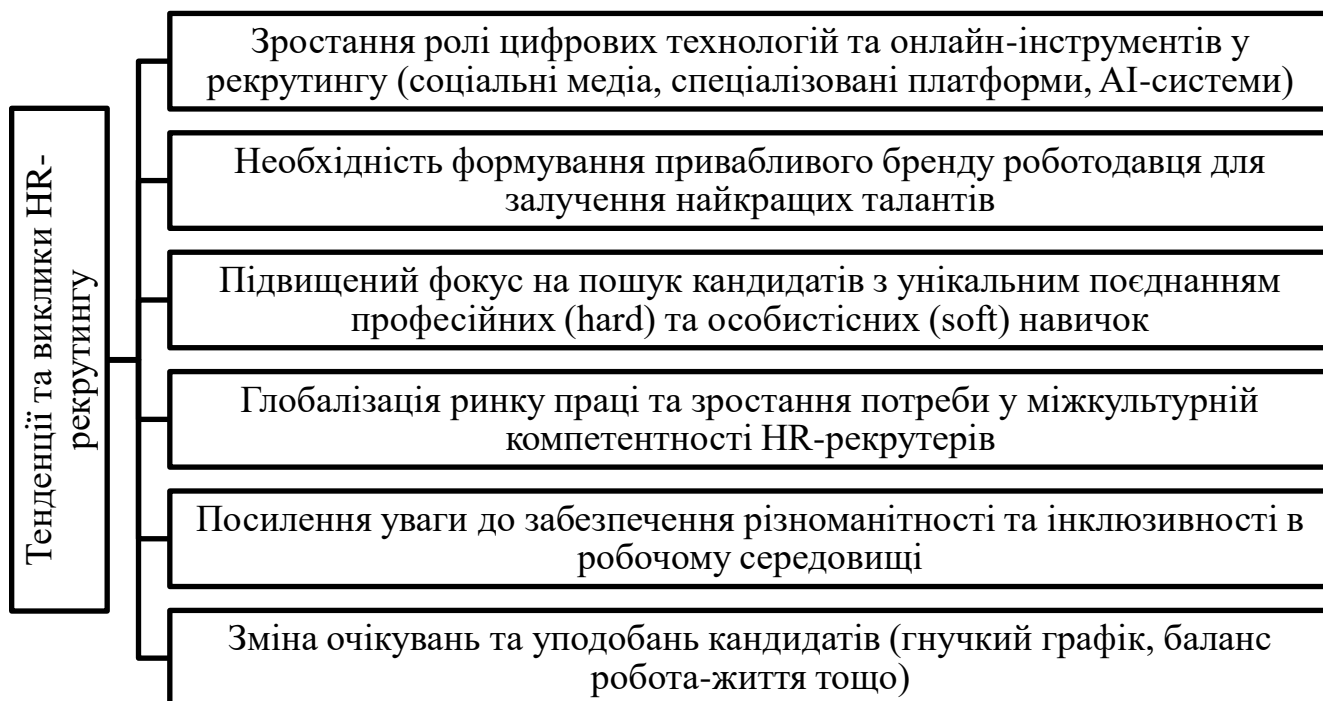 Тенденції та виклики HR-
рекрутингу
Зростання ролі цифрових технологій та онлайн-інструментів у
рекрутингу (соціальні медіа, спеціалізовані платформи, AI-системи)
Необхідність формування привабливого бренду роботодавця для
залучення найкращих талантів
Підвищений фокус на пошук кандидатів з унікальним поєднанням
професійних (hard) та особистісних (soft) навичок
Глобалізація ринку праці та зростання потреби у міжкультурній
компетентності HR-рекрутерів
Посилення уваги до забезпечення різноманітності та інклюзивності в
робочому середовищі
Зміна очікувань та уподобань кандидатів (гнучкий графік, баланс
робота-життя тощо)